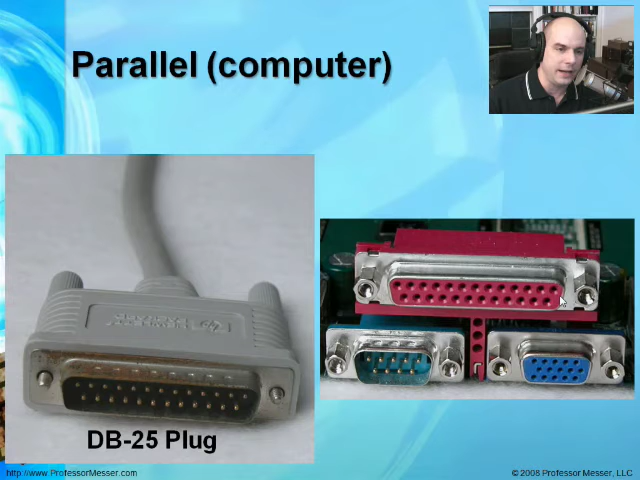 Parallel (computer)
DB-25 Plug
http://www.ProfessorMesser.com
© 2008 Professor Messer, LLC